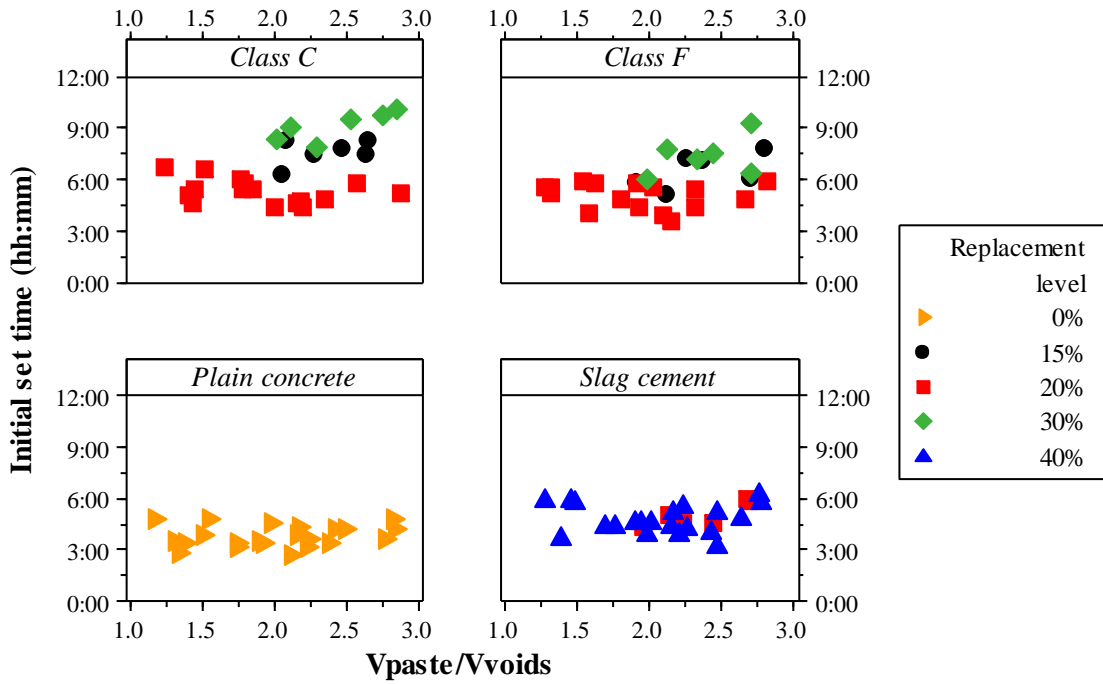 1.0 1.5 2.0 2.5 3.0 1.0 1.5 2.0 2.5 3.0
Class C
Class F
12:00
9:00
6:00
3:00
0:00
12:00
9:00
6:00
3:00
0:00
Plain concrete
Slag cement
12:00
9:00
6:00
3:00
0:00
12:00
9:00
6:00
3:00
0:00
1.0 1.5 2.0 2.5 3.0 1.0 1.5 2.0 2.5 3.0
Initial set time (hh:mm)
Vpaste/Vvoids
Replacement
level
0%
15%
20%
30%
40%